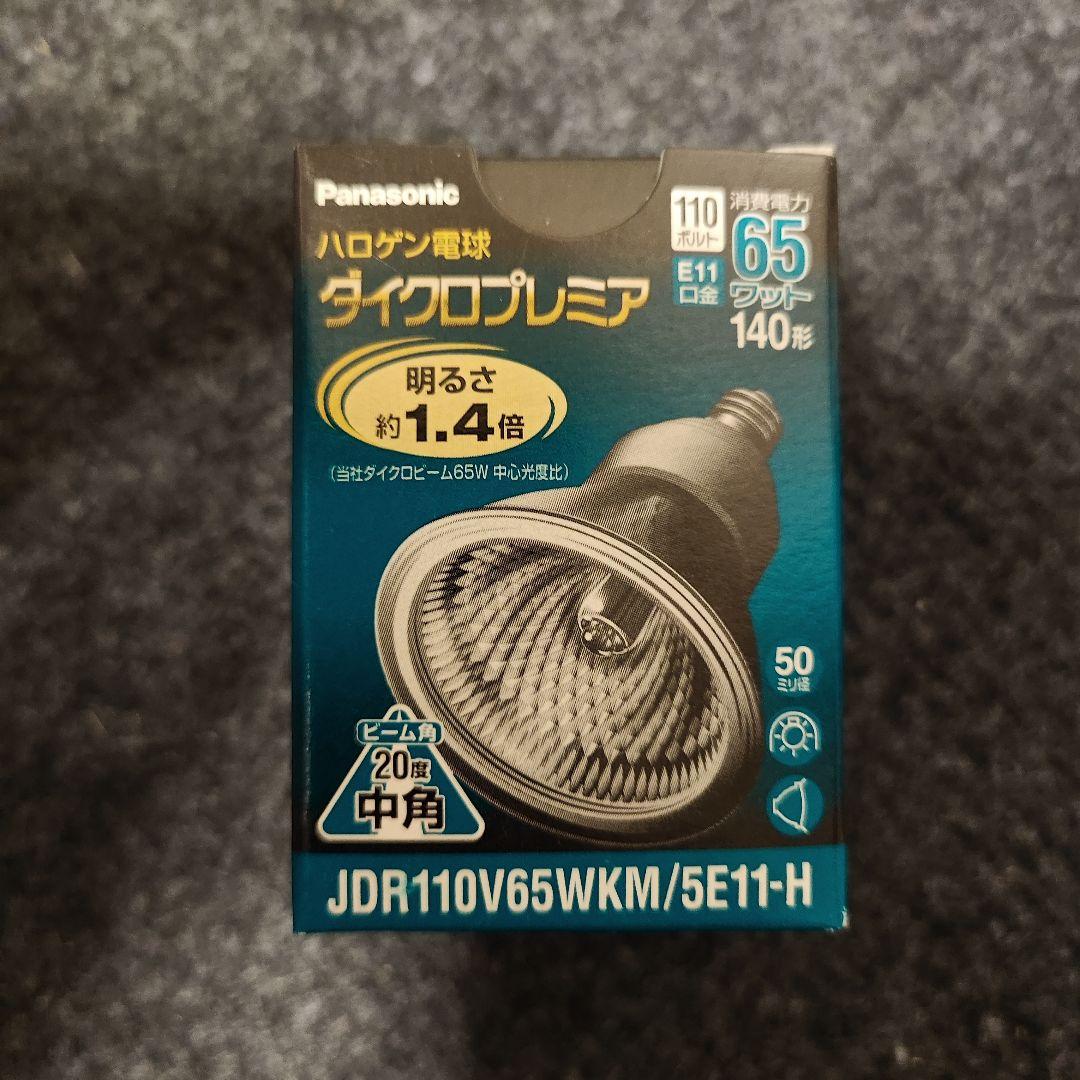 Panasonic
ハロゲン電球
ダイクロプレミア
明るさ
約1.4倍
(当社ダイクロビーム65W 中心光度比)
110
ボルト
E11
口金
消費電力
65
ワット
140形
50
ミリ径
ビーム角
20度
中角
JDR110V65WKM/5E11-H